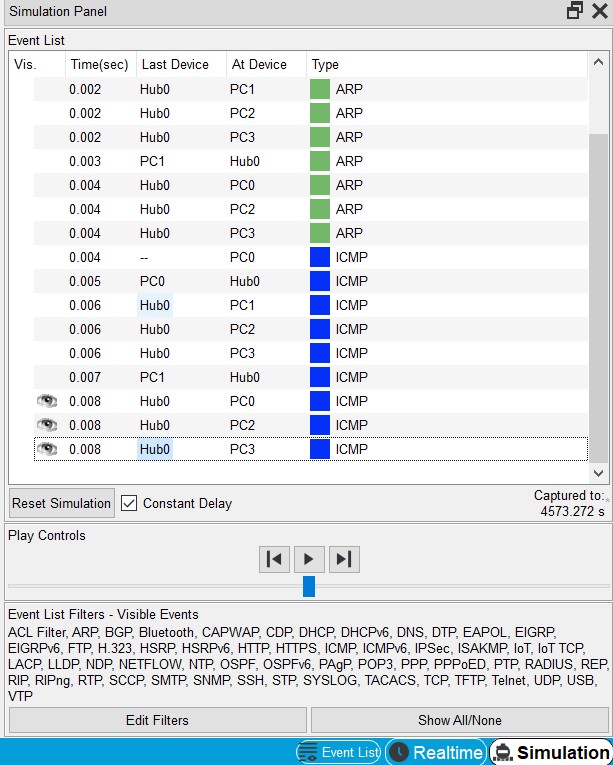 Simulation Panel
Event List
Vis. Time(sec) Last Device At Device Type
0.002 Hub0 PC1 ARP
0.002 Hub0 PC2 ARP
0.002 Hub0 PC3 ARP
0.003 PC1 Hub0 ARP
0.004 Hub0 PC0 ARP
0.004 Hub0 PC2 ARP
0.004 Hub0 PC3 ARP
0.004 -- PC0 ICMP
0.005 PC0 Hub0 ICMP
0.006 Hub0 PC1 ICMP
0.006 Hub0 PC2 ICMP
0.006 Hub0 PC3 ICMP
0.007 PC1 Hub0 ICMP
0.008 Hub0 PC0 ICMP
0.008 Hub0 PC2 ICMP
0.008 Hub0 PC3 ICMP
Reset Simulation Constant Delay Captured to:*
4573.272 s
Play Controls
Event List Filters - Visible Events
ACL Filter, ARP, BGP, Bluetooth, CAPWAP, CDP, DHCP, DHCPv6, DNS, DTP, EAPOL, EIGRP,
EIGRPv6, FTP, H.323, HSRP, HSRPv6, HTTP, HTTPS, ICMP, ICMPv6, IPSec, ISAKMP, IoT, IoT TCP,
LACP, LLDP, NDP, NETFLOW, NTP, OSPF, OSPFv6, PAgP, POP3, PPP, PPPoED, PTP, RADIUS, REP,
RIP, RIPng, RTP, SCCP, SMTP, SNMP, SSH, STP, SYSLOG, TACACS, TCP, TFTP, Telnet, UDP, USB,
VTP
Edit Filters Show All/None
Event List Realtime Simulation